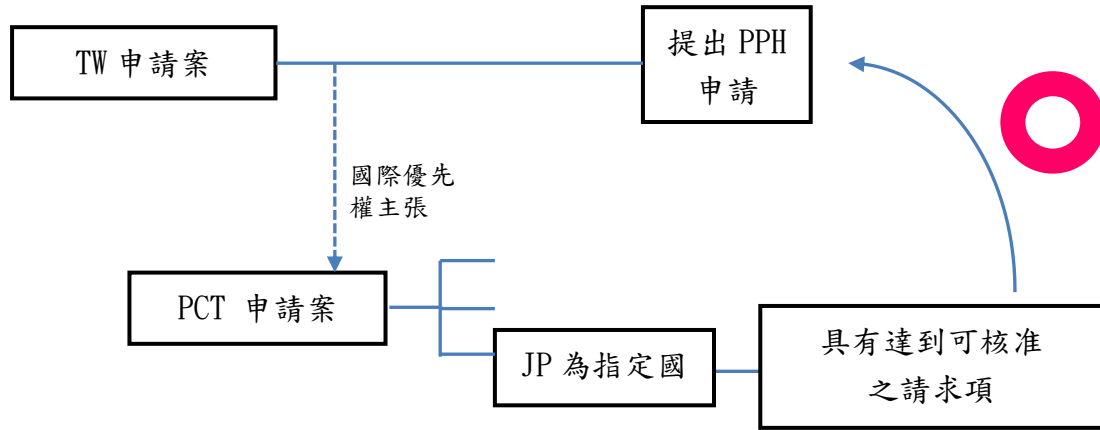 TW 申請案
提出 PPH
申請
國際優先
權主張
PCT 申請案
JP 為指定國
具有達到可核准
之請求項